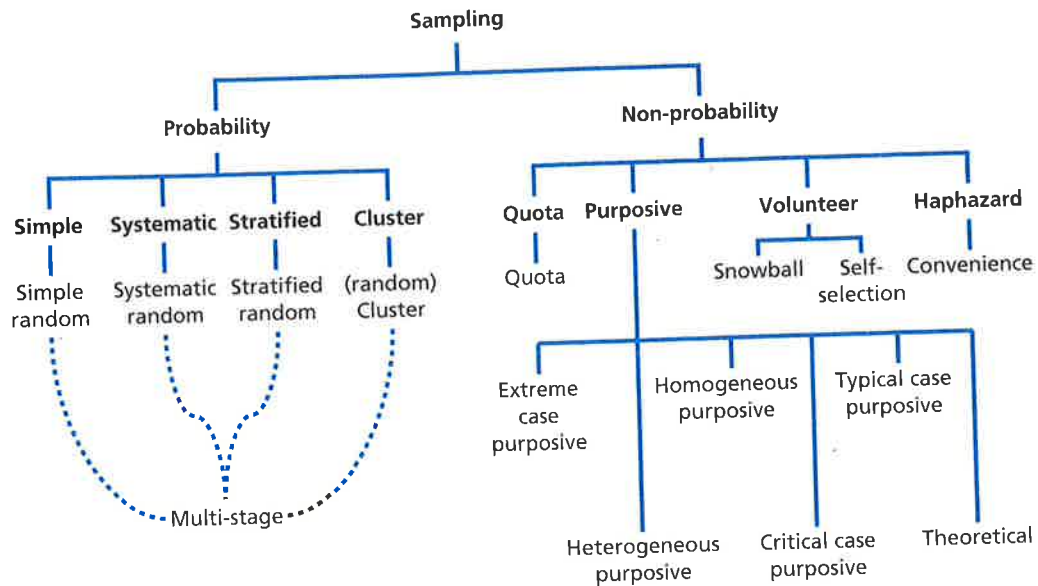 Sampling
Probability
Non-probability
Simple
Systematic
Stratified
Cluster
Quota
Purposive
Volunteer
Haphazard
Simple
random
Systematic
random
Stratified
random
(random)
Cluster
Quota
Snowball
Self-
selection
Convenience
Extreme
case
purposive
Homogeneous
purposive
Typical case
purposive
Multi-stage
Heterogeneous
purposive
Critical case
purposive
Theoretical